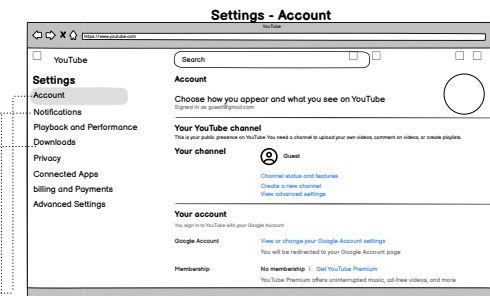 Settings - Account
YouTube
https://www.youtube.com
YouTube
Search
Settings
Account
Notifications
Playback and Performance
Downloads
Privacy
Connected Apps
billing and Payments
Advanced Settings
Account
Choose how you appear and what you see on YouTube
Signed in as guest@gmail.com
Your YouTube channel
This is your public presence on YouTube. You need a channel to upload your own videos, comment on videos, or create playlists.
Your channel
Guest
Channel status and features
Create a new channel
View advanced settings
Your account
You sign in to YouTube with your Google Account
Google Account
View or change your Google Account settings
You will be redirected to your Google Account page
Membership
No membership | Get YouTube Premium
YouTube Premium offers uninterrupted music, ad-free videos, and more